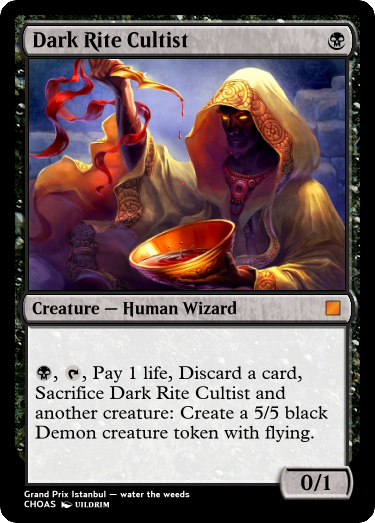 Dark Rite Cultist
Creature — Human Wizard
, , Pay 1 life, Discard a card,
Sacrifice Dark Rite Cultist and
another creature: Create a 5/5 black
Demon creature token with flying.
0/1
Grand Prix Istanbul — water the weeds
CHOAS UILDRIM